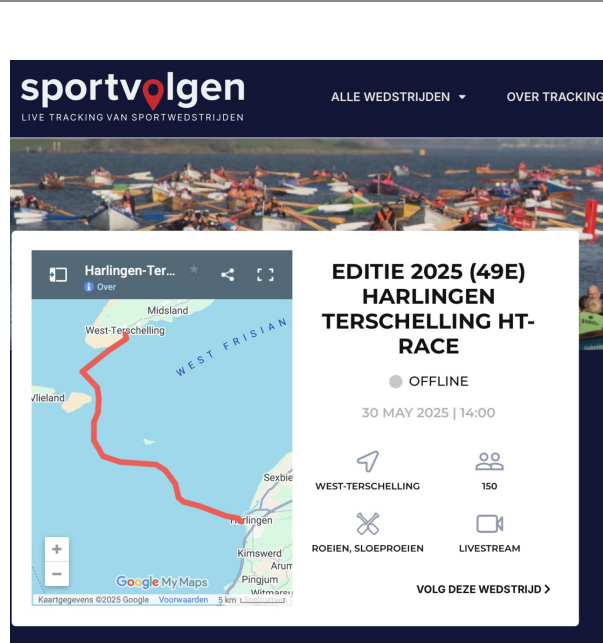 sportvolgen
LIVE TRACKING VAN SPORTWEDSTRIJDEN
ALLE WEDSTRIJDEN
OVER TRACKING
Harlingen-Ter...
Over
Midsland
West-Terschelling
WEST FRISIAN
Vlieland
Sexbie
Harlingen
Kimswerd
Arum
Pingjum
Witmarsu
Google My Maps
Kaartgegevens ©2025 Google Voorwaarden 5 km
EDITIE 2025 (49E)
HARLINGEN
TERSCHELLING HT-
RACE
OFFLINE
30 MAY 2025 | 14:00
WEST-TERSCHELLING
150
ROEIEN, SLOEPROEIEN
LIVESTREAM
VOLG DEZE WEDSTRIJD